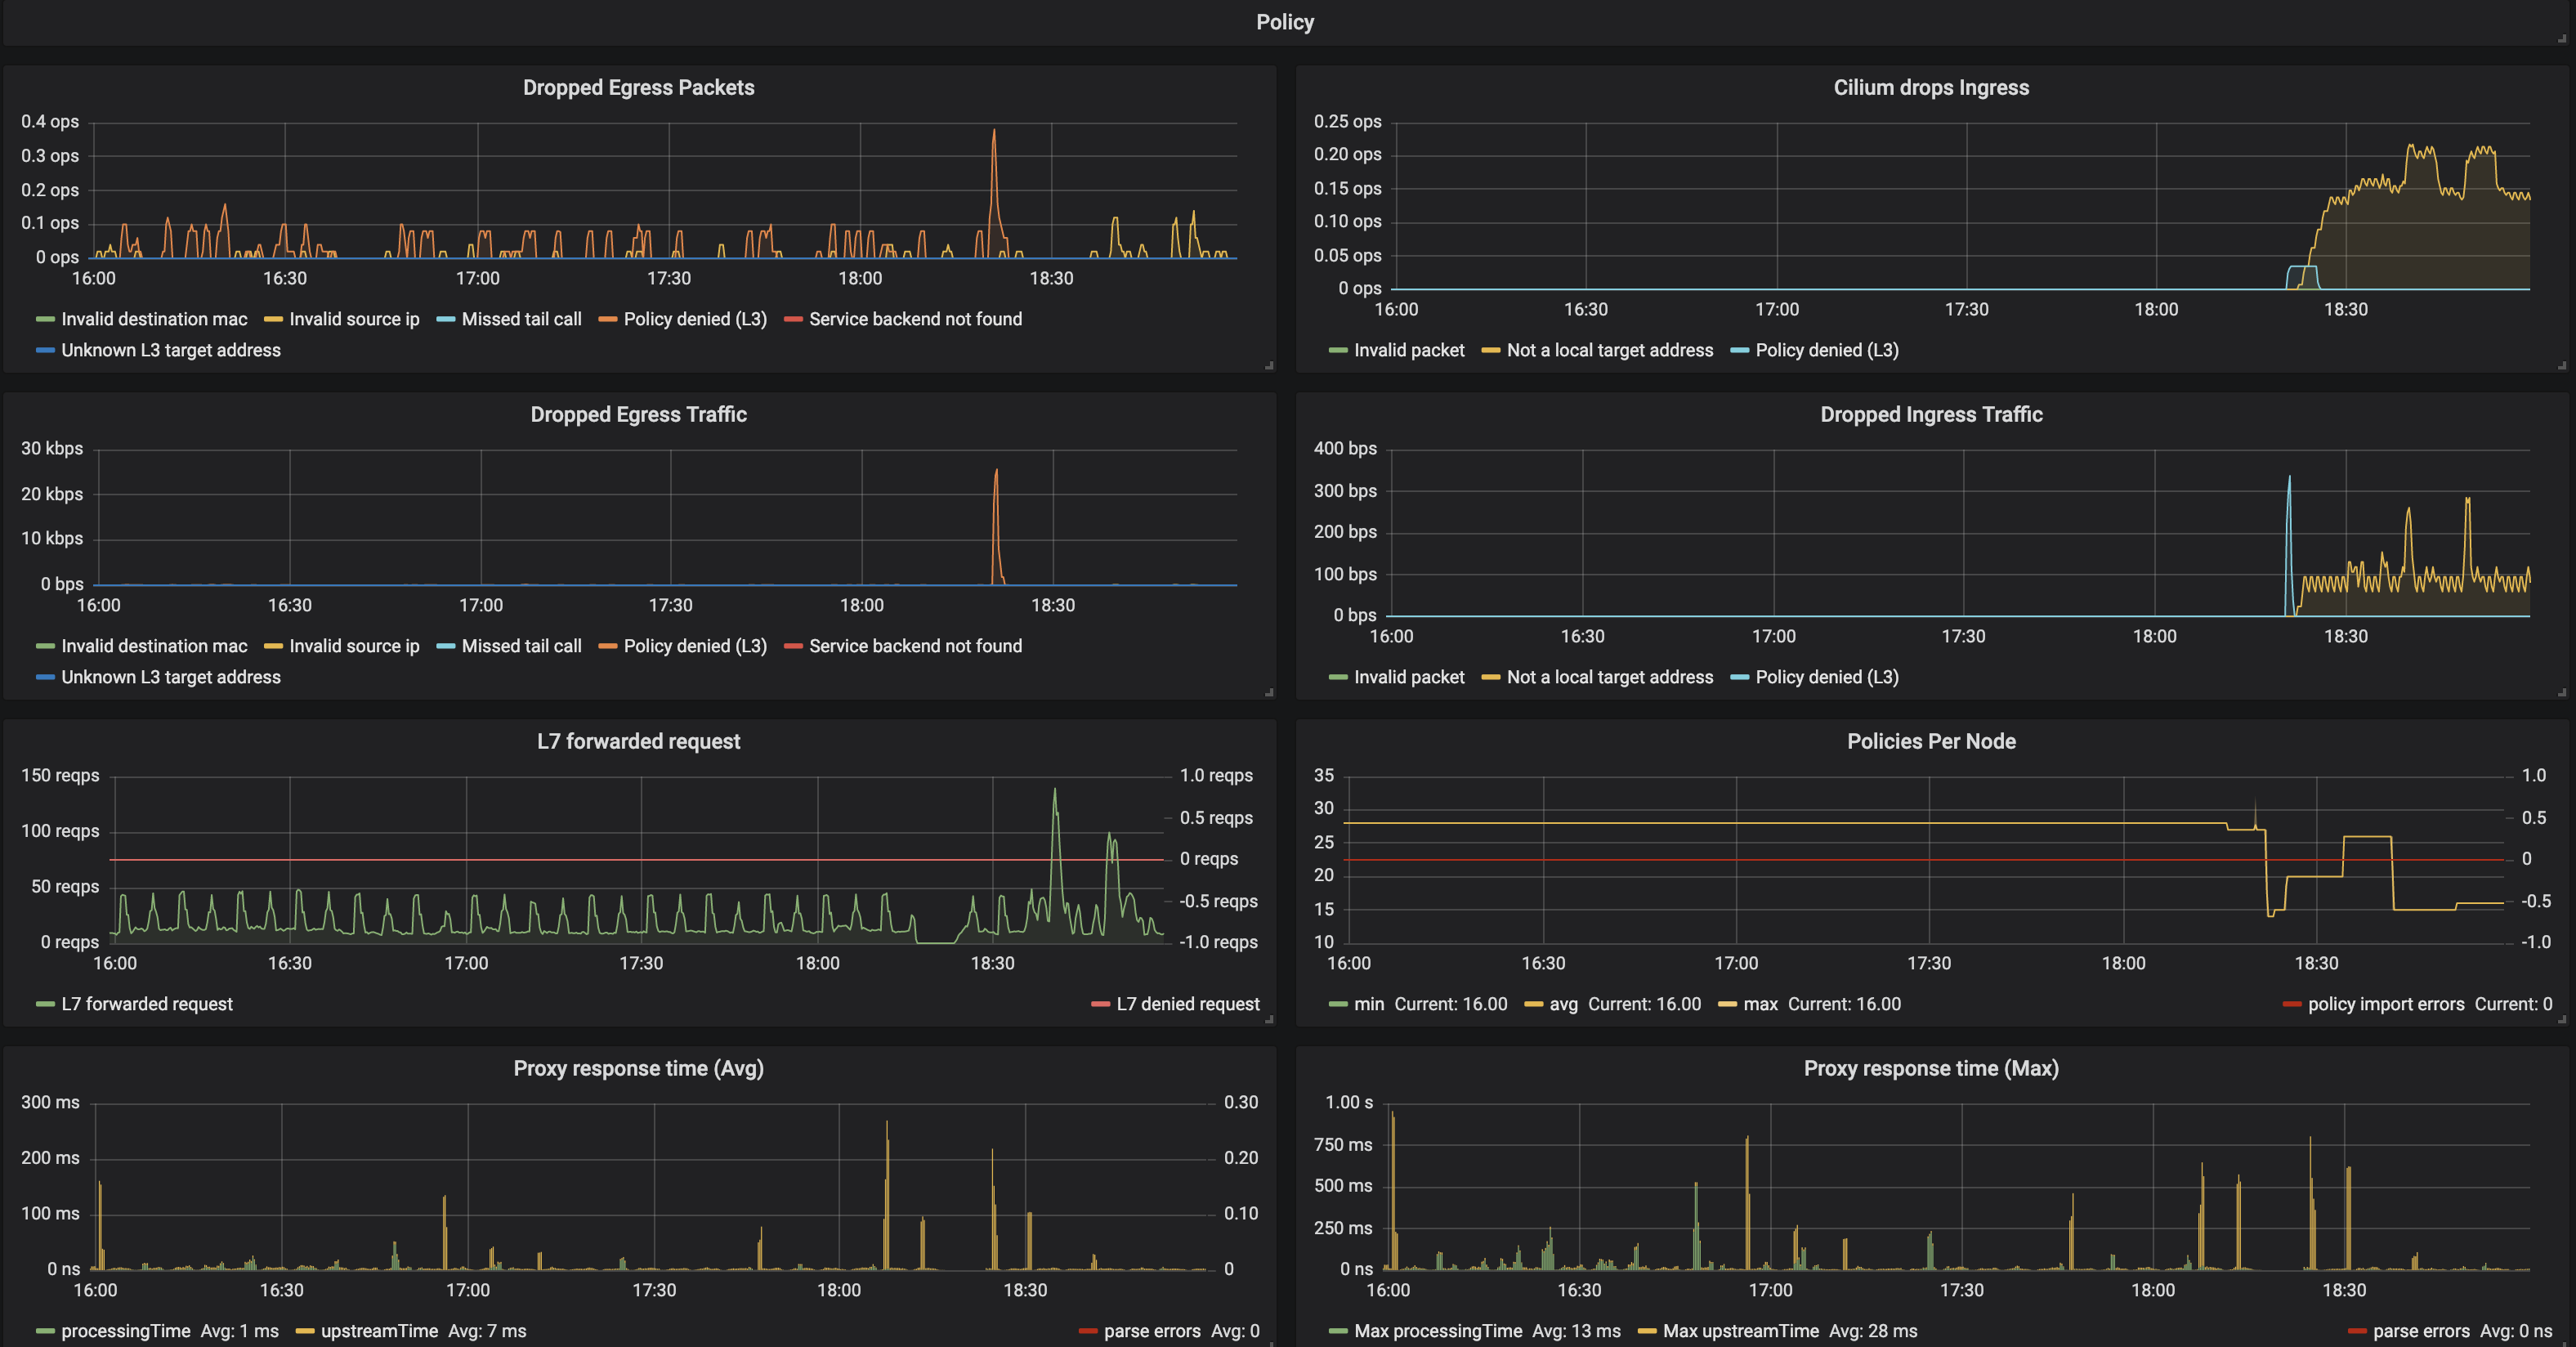 Policy
Dropped Egress Packets
0.4 ops
0.3 ops
0.2 ops
0.1 ops
0 ops
16:00 16:30 17:00 17:30 18:00 18:30
Invalid destination mac Invalid source ip Missed tail call Policy denied (L3) Service backend not found
Unknown L3 target address
Cilium drops Ingress
0.25 ops
0.20 ops
0.15 ops
0.10 ops
0.05 ops
0 ops
16:00 16:30 17:00 17:30 18:00 18:30
Invalid packet Not a local target address Policy denied (L3)
Dropped Egress Traffic
30 kbps
20 kbps
10 kbps
0 bps
16:00 16:30 17:00 17:30 18:00 18:30
Invalid destination mac Invalid source ip Missed tail call Policy denied (L3) Service backend not found
Unknown L3 target address
Dropped Ingress Traffic
400 bps
300 bps
200 bps
100 bps
0 bps
16:00 16:30 17:00 17:30 18:00 18:30
Invalid packet Not a local target address Policy denied (L3)
L7 forwarded request
150 reqps
100 reqps
50 reqps
0 reqps
1.0 reqps
0.5 reqps
0 reqps
-0.5 reqps
-1.0 reqps
16:00 16:30 17:00 17:30 18:00 18:30
L7 forwarded request L7 denied request
Policies Per Node
35
30
25
20
15
10
1.0
0.5
0
-0.5
-1.0
16:00 16:30 17:00 17:30 18:00 18:30
min Current: 16.00 avg Current: 16.00 max Current: 16.00 policy import errors Current: 0
Proxy response time (Avg)
300 ms
200 ms
100 ms
0 ns
0.30
0.20
0.10
0
16:00 16:30 17:00 17:30 18:00 18:30
processingTime Avg: 1 ms upstreamTime Avg: 7 ms parse errors Avg: 0
Proxy response time (Max)
1.00 s
750 ms
500 ms
250 ms
0 ns
16:00 16:30 17:00 17:30 18:00 18:30
Max processingTime Avg: 13 ms Max upstreamTime Avg: 28 ms parse errors Avg: 0 ns